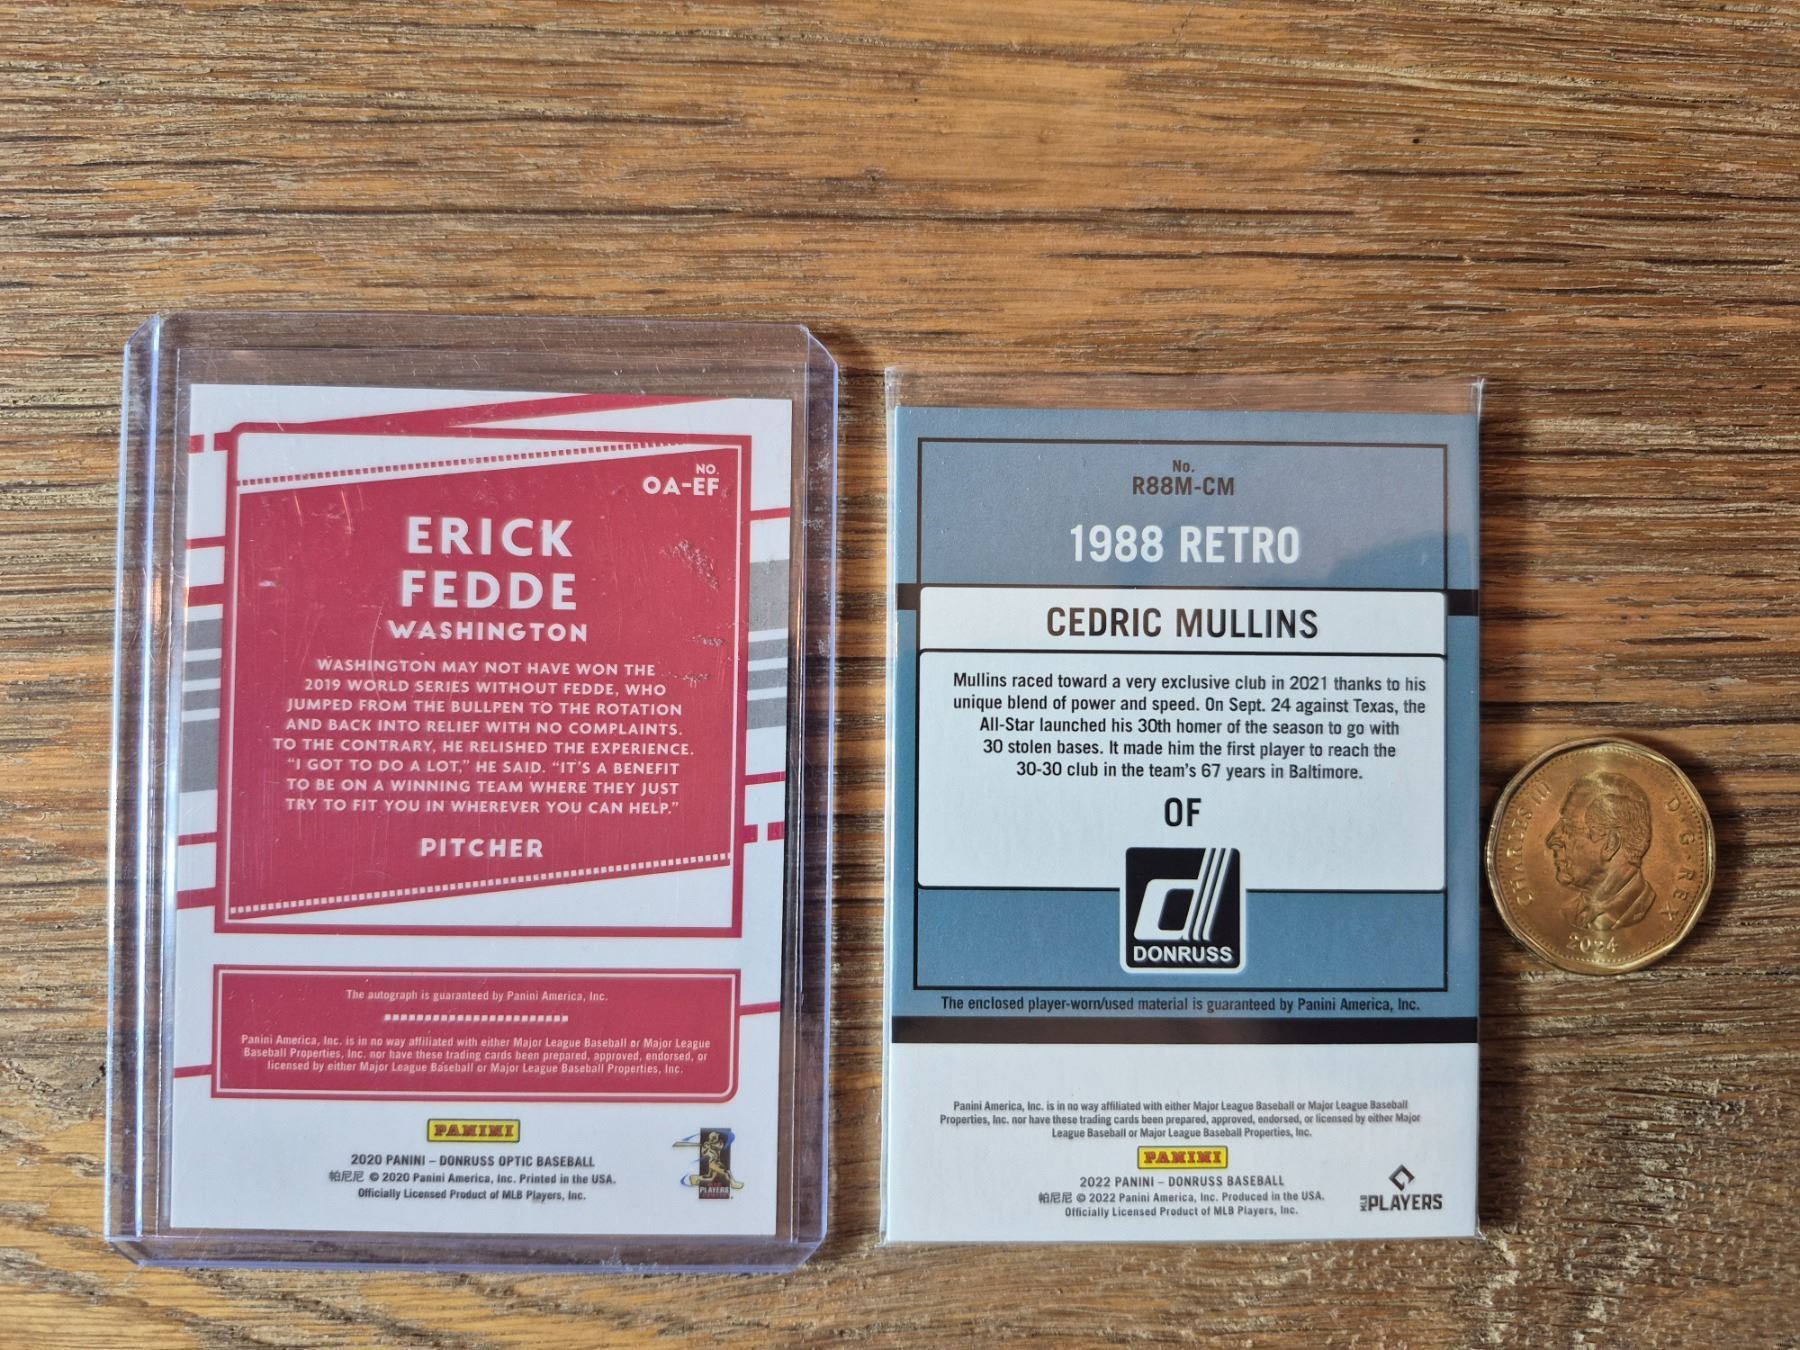 NO.
OA-EF
ERICK
FEDDE
WASHINGTON
WASHINGTON MAY NOT HAVE WON THE
2019 WORLD SERIES WITHOUT FEDDE, WHO
JUMPED FROM THE BULLPEN TO THE ROTATION
AND BACK INTO RELIEF WITH NO COMPLAINTS.
TO THE CONTRARY, HE RELISHED THE EXPERIENCE.
"I GOT TO DO A LOT," HE SAID. "IT'S A BENEFIT
TO BE ON A WINNING TEAM WHERE THEY JUST
TRY TO FIT YOU IN WHEREVER YOU CAN HELP."
PITCHER
The autograph is guaranteed by Panini America, Inc.
Panini America, Inc. is in no way affiliated with either Major League Baseball or Major League
Baseball Properties, Inc. nor have these trading cards been prepared, approved, endorsed, or
licensed by either Major League Baseball or Major League Baseball Properties, Inc.
PANINI
2020 PANINI – DONRUSS OPTIC BASEBALL
帕尼尼 © 2020 Panini America, Inc. Printed in the USA.
Officially Licensed Product of MLB Players, Inc.
PLAYERS
No.
R88M-CM
1988 RETRO
CEDRIC MULLINS
Mullins raced toward a very exclusive club in 2021 thanks to his
unique blend of power and speed. On Sept. 24 against Texas, the
All-Star launched his 30th homer of the season to go with
30 stolen bases. It made him the first player to reach the
30-30 club in the team's 67 years in Baltimore.
OF
d
DONRUSS
The enclosed player-worn/used material is guaranteed by Panini America, Inc.
Panini America, Inc. is in no way affiliated with either Major League Baseball or Major League Baseball
Properties, Inc. nor have these trading cards been prepared, approved, endorsed, or licensed by either Major
League Baseball or Major League Baseball Properties, Inc.
PANINI
2022 PANINI – DONRUSS BASEBALL
帕尼尼 © 2022 Panini America, Inc. Produced in the USA.
Officially Licensed Product of MLB Players, Inc.
MLB PLAYERS
CHARLES III D·G·REX
2024